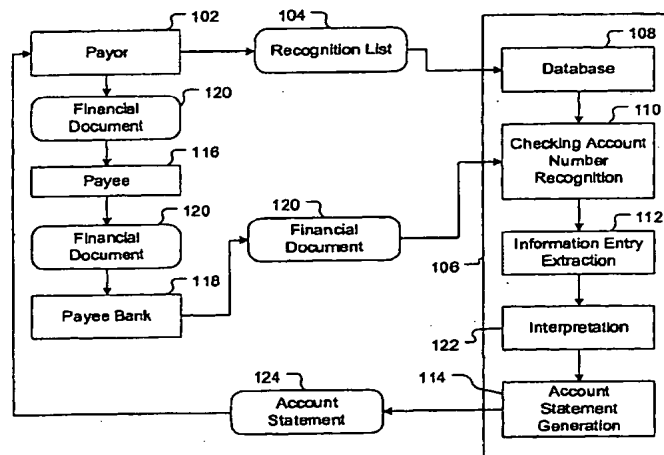 102
Payor
104
Recognition List
108
Database
120
Financial
Document
110
Checking Account
Number
Recognition
116
Payee
120
Financial
Document
120
Financial
Document
112
Information Entry
Extraction
106
118
Payee Bank
Interpretation
122
124
Account
Statement
114
Account
Statement
Generation